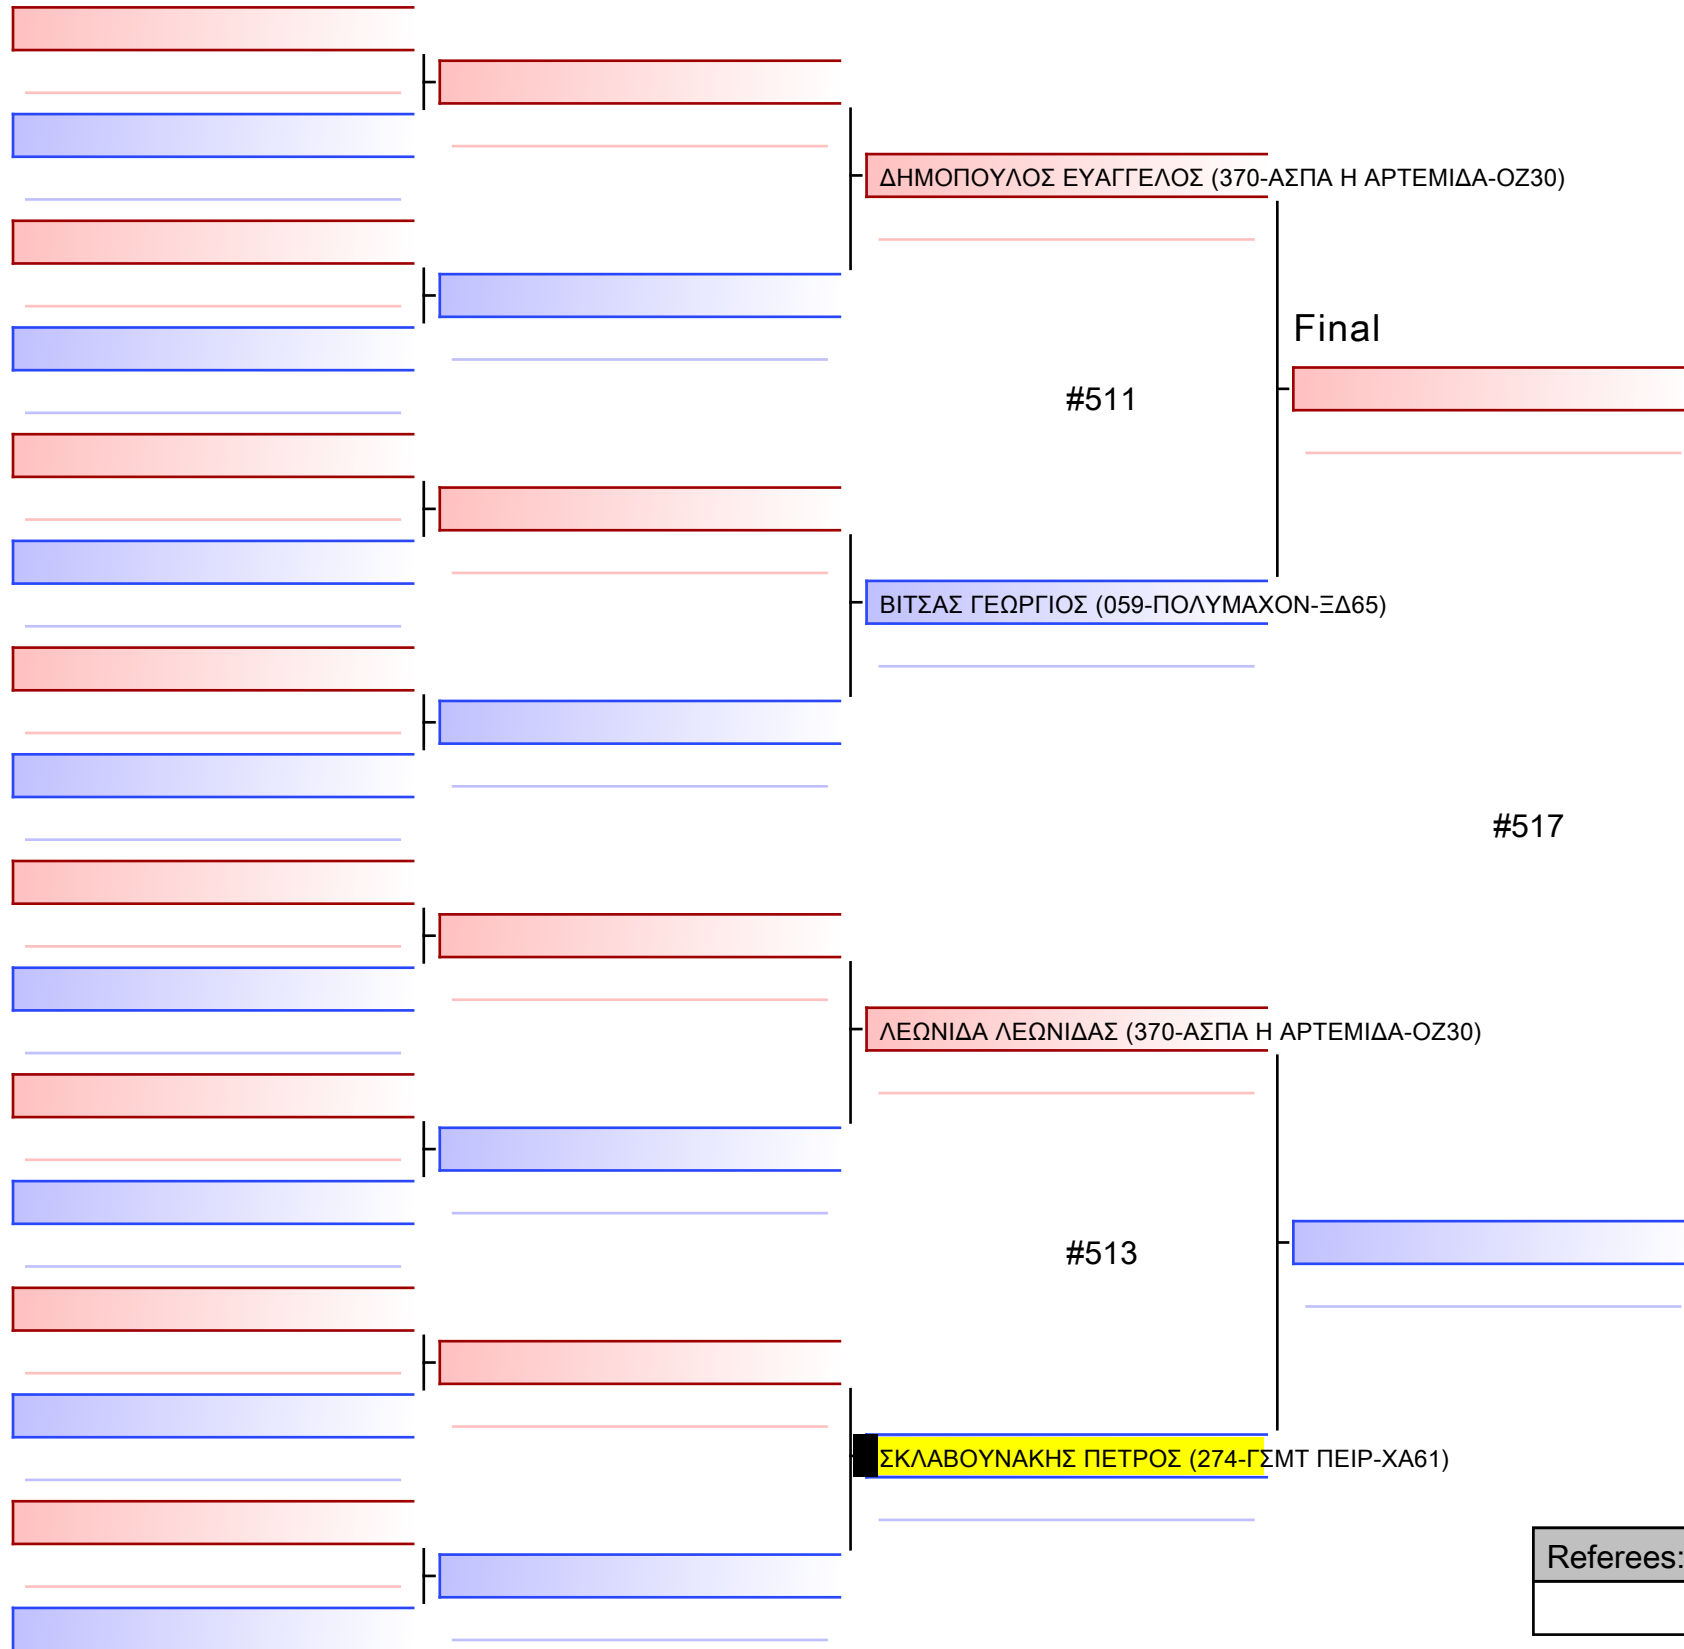 ΔΗΜΟΠΟΥΛΟΣ ΕΥΑΓΓΕΛΟΣ (370-ΑΣΠΑ Η ΑΡΤΕΜΙΔΑ-ΟΖ30)
Final
#511
ΒΙΤΣΑΣ ΓΕΩΡΓΙΟΣ (059-ΠΟΛΥΜΑΧΟΝ-ΞΔ65)
#517
ΛΕΩΝΙΔΑ ΛΕΩΝΙΔΑΣ (370-ΑΣΠΑ Η ΑΡΤΕΜΙΔΑ-ΟΖ30)
#513
ΣΚΛΑΒΟΥΝΑΚΗΣ ΠΕΤΡΟΣ (274-ΓΣΜΤ ΠΕΙΡ-ΧΑ61)
Referees: